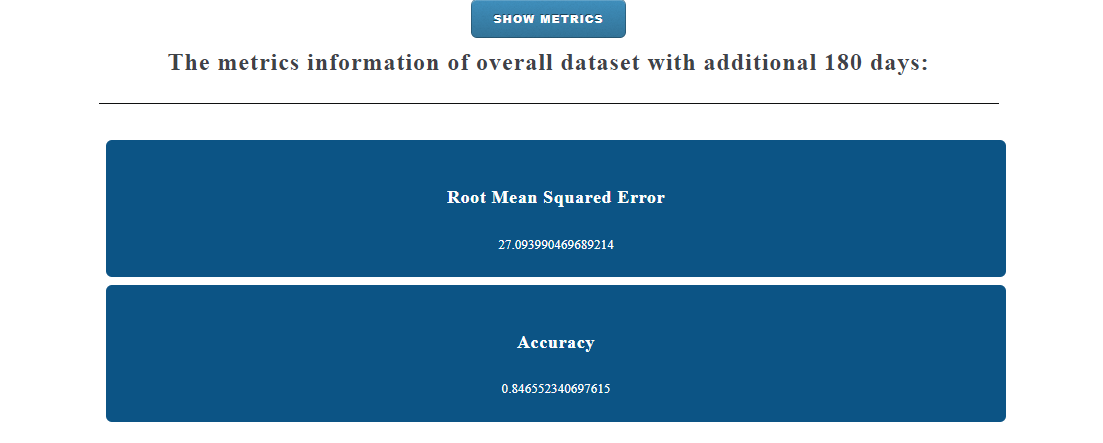 SHOW METRICS
The metrics information of overall dataset with additional 180 days:
Root Mean Squared Error
27.093990469689214
Accuracy
0.846552340697615